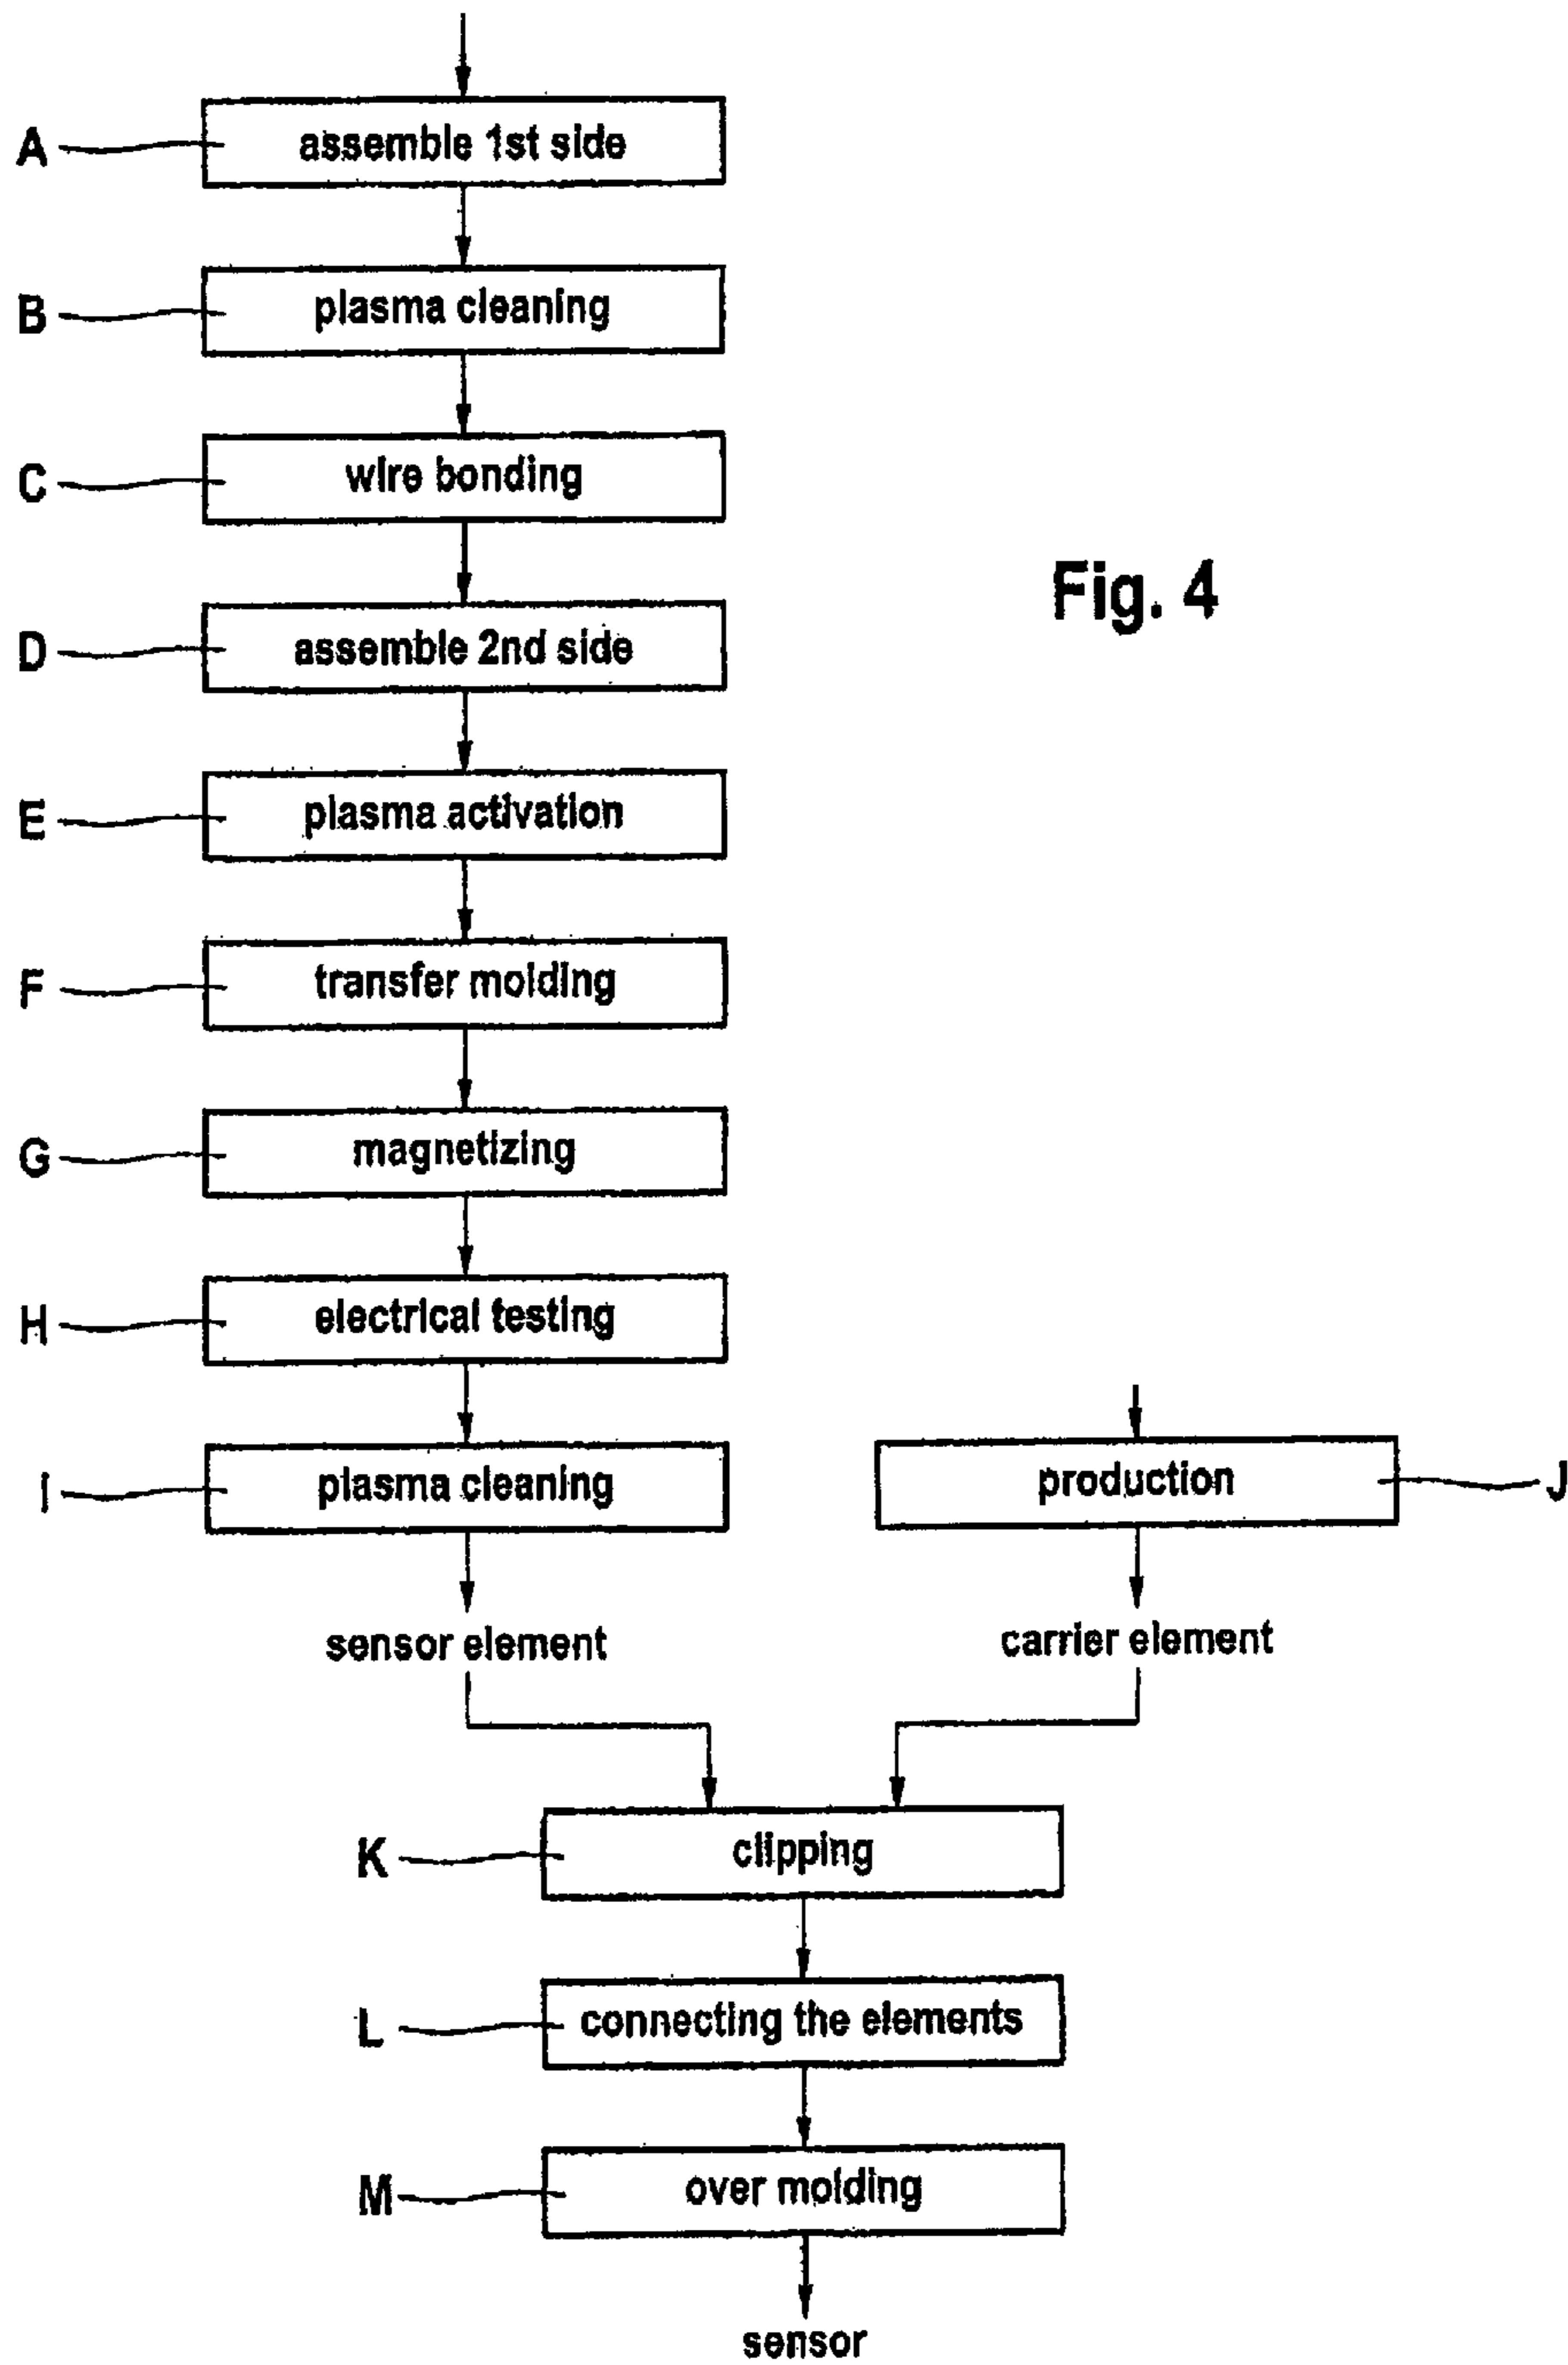 A assemble 1st side
B plasma cleaning
C wire bonding
Fig. 4
D assemble 2nd side
E plasma activation
F transfer molding
G magnetizing
H electrical testing
I plasma cleaning
production J
sensor element
carrier element
K clipping
L connecting the elements
M over molding
sensor